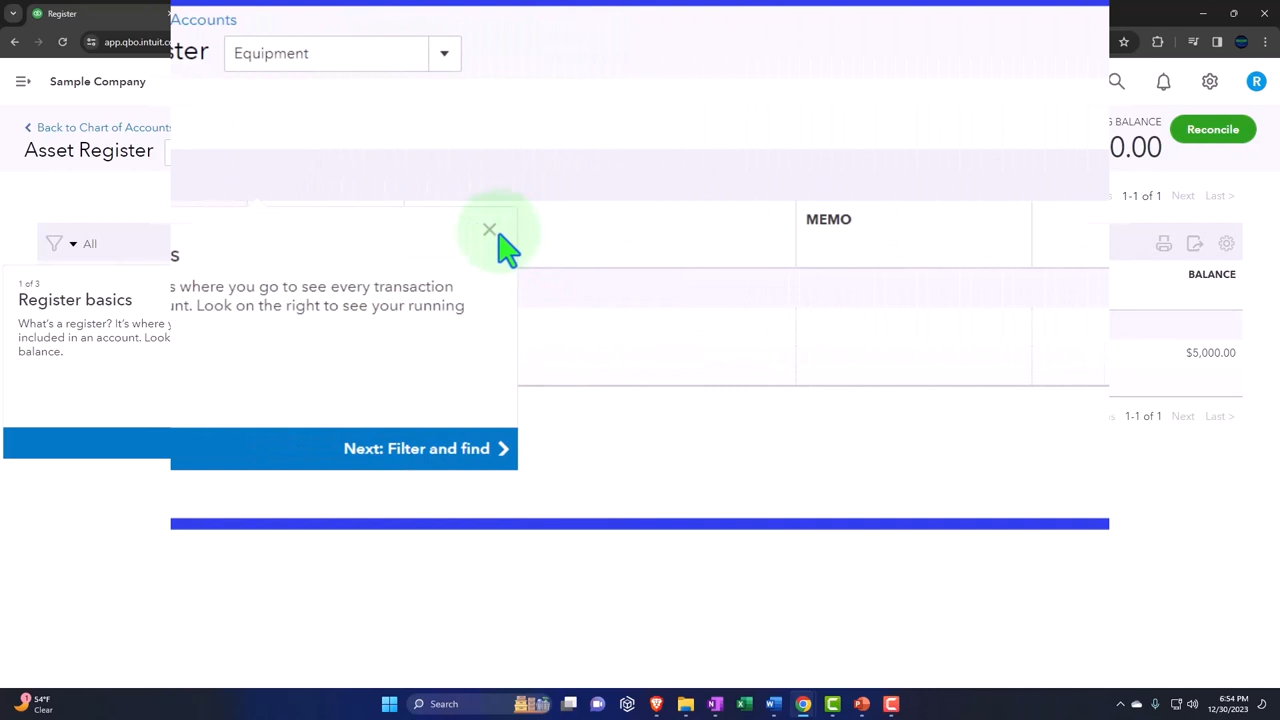 Register
app.qbo.intuit.co
Sample Company
R
Back to Chart of Accounts
Asset Register
Accounts
ster
Equipment
G BALANCE
0.00
Reconcile
1-1 of 1 Next Last >
All
MEMO
BALANCE
1 of 3
Register basics
What's a register? It's where y
included in an account. Look
balance.
s
s where you go to see every transaction
unt. Look on the right to see your running
$5,000.00
1-1 of 1 Next Last >
Next: Filter and find
54°F
Clear
Search
6:54 PM
12/30/2023